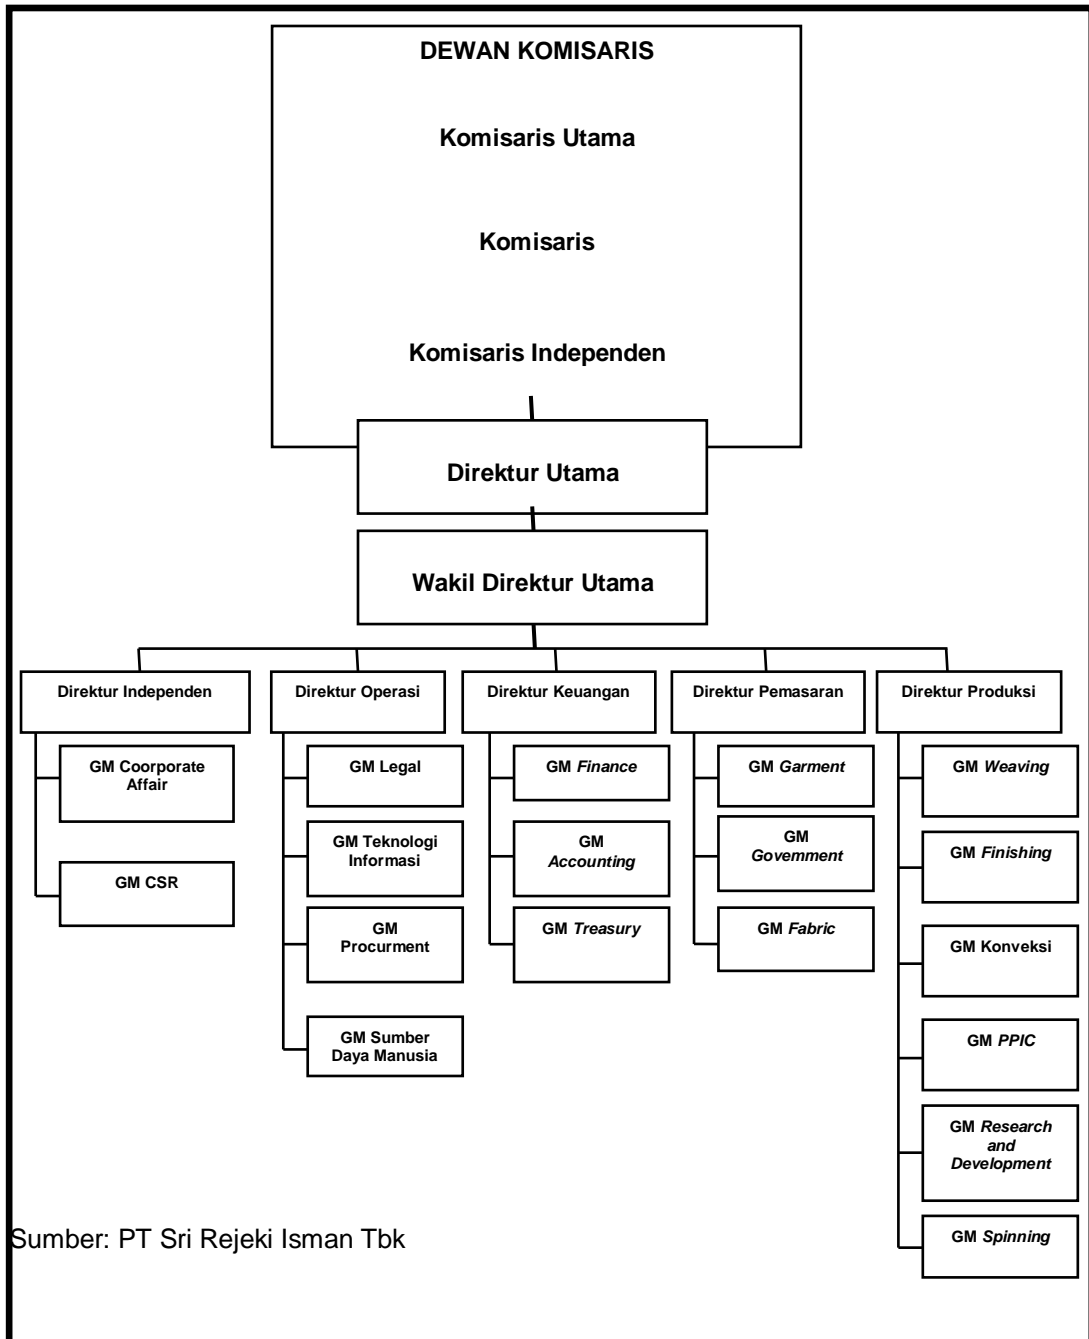 DEWAN KOMISARIS
Komisaris Utama
Komisaris
Komisaris Independen
Direktur Utama
Wakil Direktur Utama
Direktur Independen
Direktur Operasi
Direktur Keuangan
Direktur Pemasaran
Direktur Produksi
GM Coorporate
Affair
GM CSR
GM Legal
GM Teknologi
Informasi
GM
Procurment
GM Sumber
Daya Manusia
GM Finance
GM
Accounting
GM Treasury
GM Garment
GM
Government
GM Fabric
GM Weaving
GM Finishing
GM Konveksi
GM PPIC
GM Research
and
Development
GM Spinning
Sumber: PT Sri Rejeki Isman Tbk